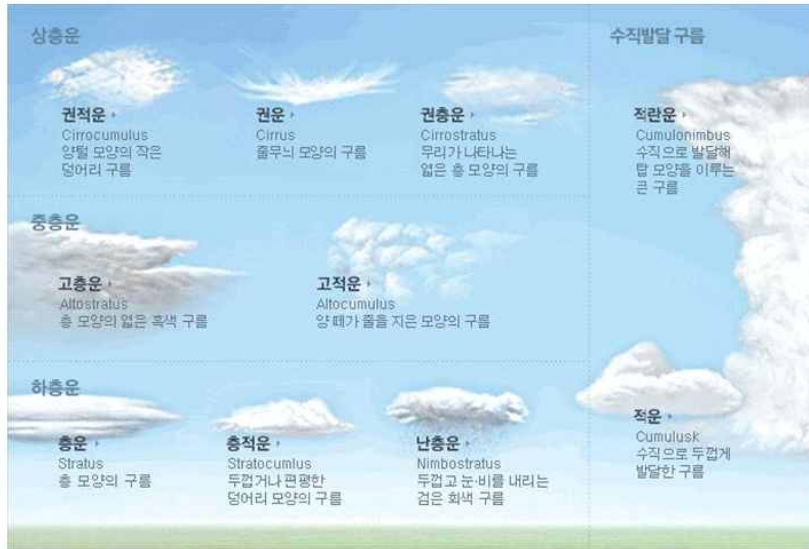 상층운
권적운
Cirrocumulus
양털 모양의 작은
덩어리 구름
권운
Cirrus
줄무늬 모양의 구름
권층운
Cirrostratus
무리가 나타나는
엷은 층 모양의 구름
중층운
고층운
Altostratus
층 모양의 엷은 흑색 구름
고적운
Altocumulus
양 떼가 줄을 지은 모양의 구름
하층운
층운
Stratus
층 모양의 구름
층적운
Stratocumlus
두껍거나 편평한
덩어리 모양의 구름
난층운
Nimbostratus
두껍고 눈·비를 내리는
검은 회색 구름
수직발달 구름
적란운
Cumulonimbus
수직으로 발달해
탑 모양을 이루는
큰 구름
적운
Cumulusk
수직으로 두껍게
발달한 구름